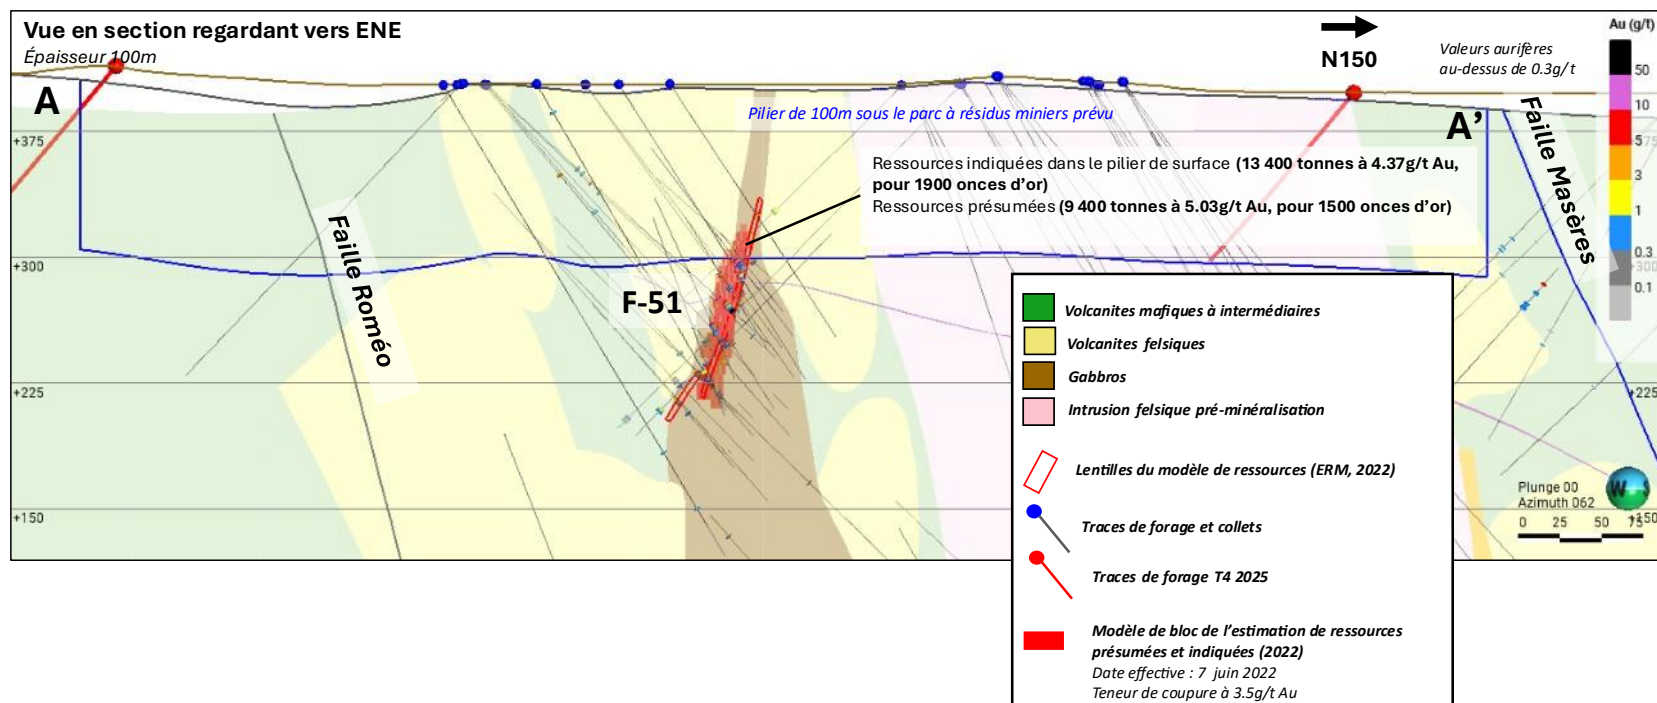 Vue en section regardant vers ENE
Épaisseur 100m
A
N150
Valeurs aurifères
au-dessus de 0.3g/t
Au (g/t)
50
10
5
3
1
0.3
0.1
A’
Pilier de 100m sous le parc à résidus miniers prévu
Ressources indiquées dans le pilier de surface (13 400 tonnes à 4.37g/t Au,
pour 1900 onces d’or)
Ressources présumées (9 400 tonnes à 5.03g/t Au, pour 1500 onces d’or)
Faille Roméo
Faille Masères
F-51
+375
+300
+225
+150
75
+300
+225
+150
Volcanites mafiques à intermédiaires
Volcanites felsiques
Gabbros
Intrusion felsique pré-minéralisation
Lentilles du modèle de ressources (ERM, 2022)
Traces de forage et collets
Traces de forage T4 2025
Modèle de bloc de l’estimation de ressources
présumées et indiquées (2022)
Date effective : 7 juin 2022
Teneur de coupure à 3.5g/t Au
W S
Plunge 00
Azimuth 062
0 25 50 75